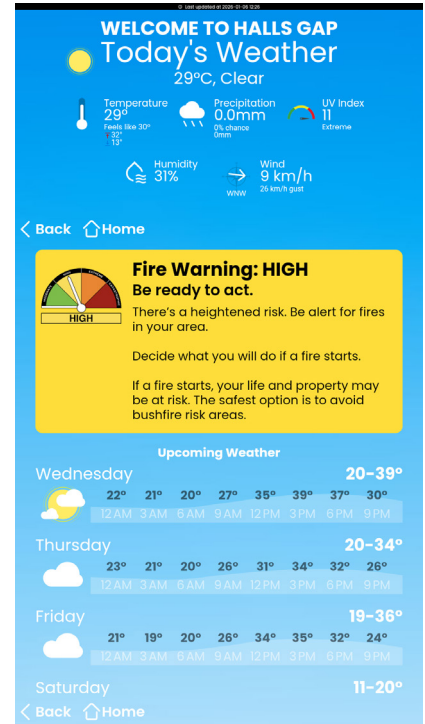 Last updated at 2026-01-06 12:26
WELCOME TO HALLS GAP
Today's Weather
29°C, Clear
Temperature
29°
Feels like 30°
32°
13°
Precipitation
0.0mm
0% chance
0mm
UV Index
11
Extreme
Humidity
31%
WNW
Wind
9 km/h
26 km/h gust
Back Home
HIGH
Fire Warning: HIGH
Be ready to act.
There's a heightened risk. Be alert for fires
in your area.
Decide what you will do if a fire starts.
If a fire starts, your life and property may
be at risk. The safest option is to avoid
bushfire risk areas.
Upcoming Weather
Wednesday 20-39°
22° 21° 20° 27° 35° 39° 37° 30°
12 AM 3 AM 6 AM 9 AM 12 PM 3 PM 6 PM 9 PM
Thursday 20-34°
23° 21° 20° 26° 31° 34° 32° 26°
12 AM 3 AM 6 AM 9 AM 12 PM 3 PM 6 PM 9 PM
Friday 19-36°
21° 19° 20° 26° 34° 35° 32° 24°
12 AM 3 AM 6 AM 9 AM 12 PM 3 PM 6 PM 9 PM
Saturday 11-20°
Back Home